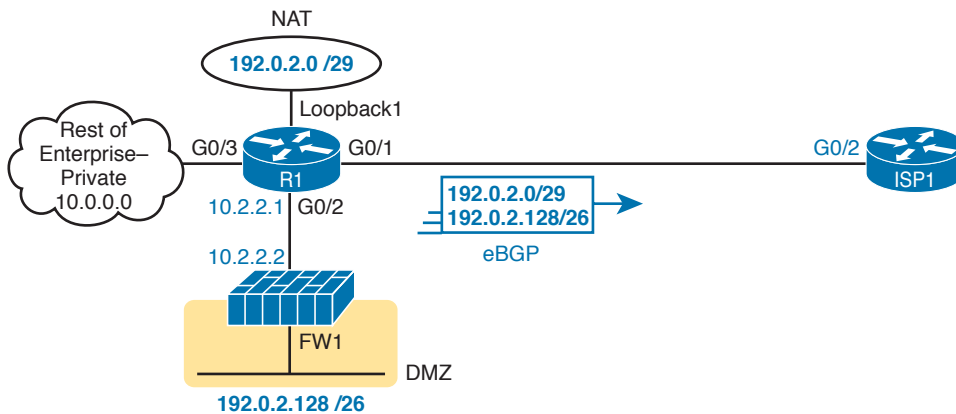 NAT
192.0.2.0 /29
Loopback1
Rest of
Enterprise–
Private
10.0.0.0
G0/3
G0/1
R1
G0/2
ISP1
10.2.2.1
G0/2
192.0.2.0/29
192.0.2.128/26
eBGP
10.2.2.2
FW1
DMZ
192.0.2.128 /26